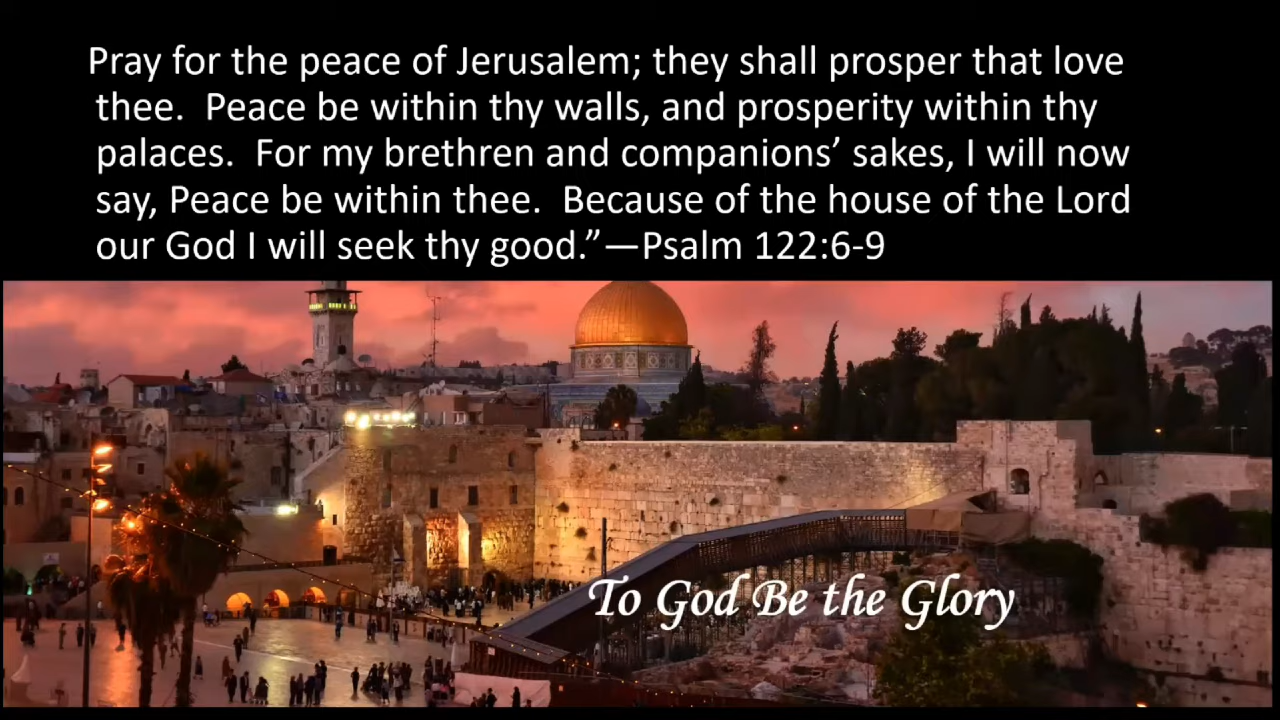 Pray for the peace of Jerusalem; they shall prosper that love
thee.  Peace be within thy walls, and prosperity within thy
palaces.  For my brethren and companions’ sakes, I will now
say, Peace be within thee.  Because of the house of the Lord
our God I will seek thy good.”—Psalm 122:6-9
To God Be the Glory